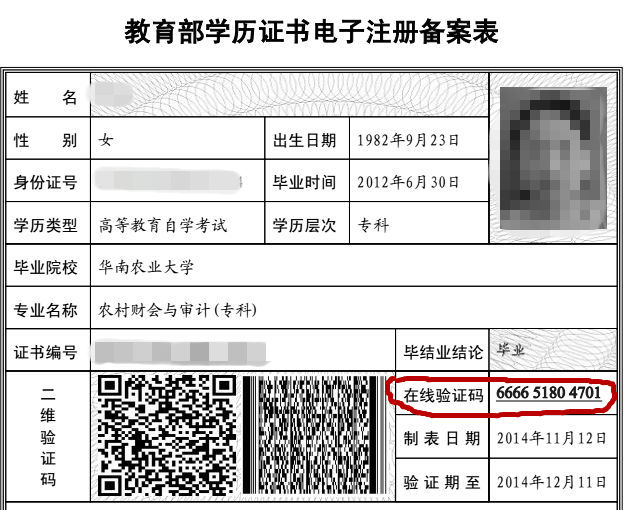 教育部学历证书电子注册备案表
姓 名
性 别 女 出生日期 1982年9月23日
身份证号 毕业时间 2012年6月30日
学历类型 高等教育自学考试 学历层次 专科
毕业院校 华南农业大学
专业名称 农村财会与审计(专科)
证书编号 毕结业结论 毕业
二维验证码 在线验证码 6666 5180 4701
制表日期 2014年11月12日
验证期至 2014年12月11日